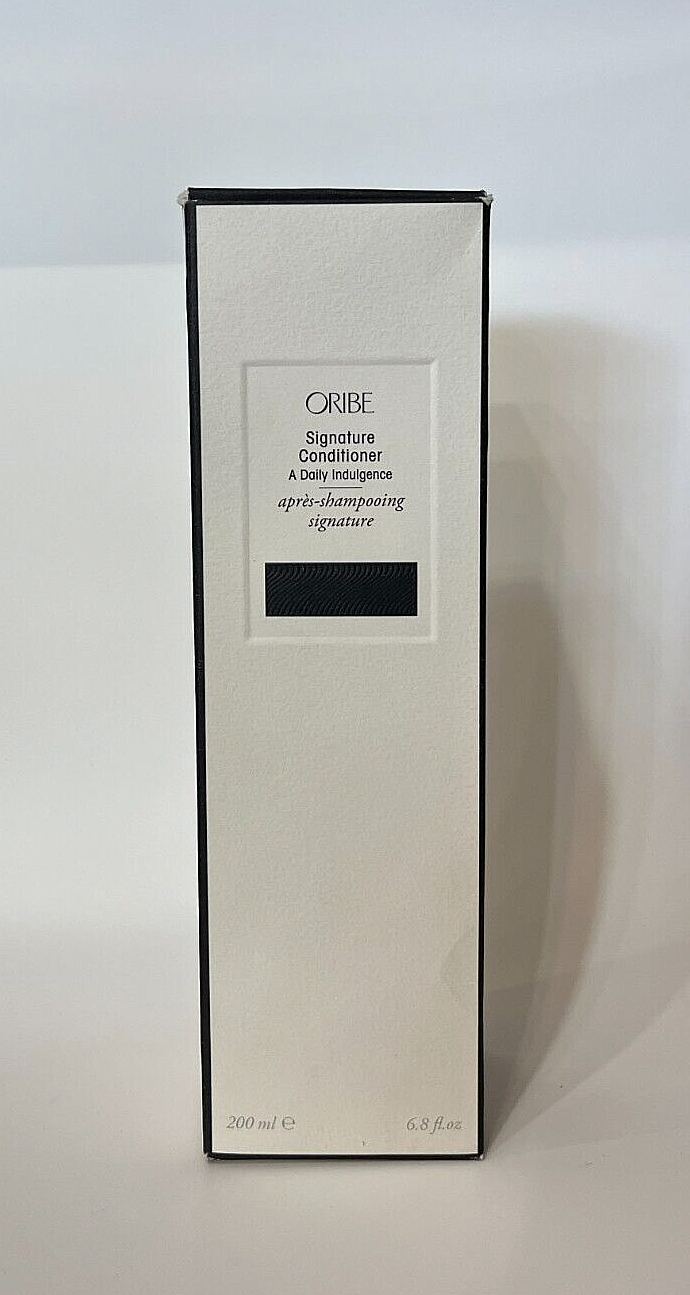 ORIBE
Signature
Conditioner
A Daily Indulgence
après-shampooing
signature
200 ml ℮
6.8 fl.oz